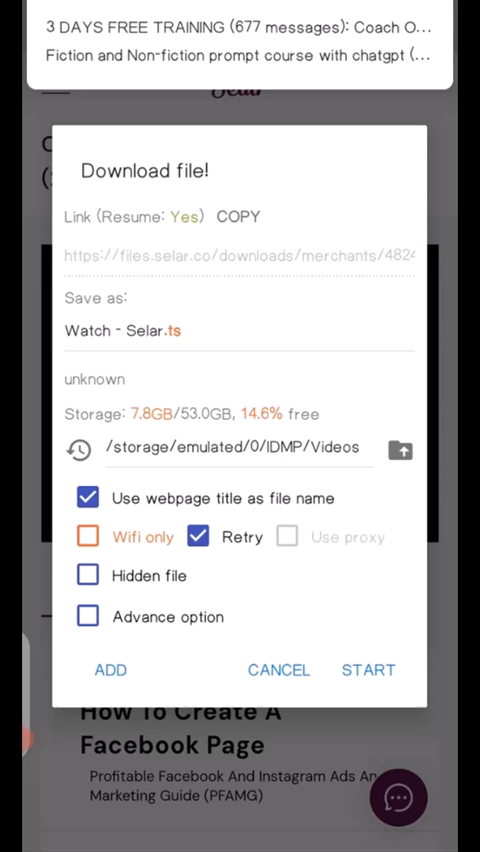 3 DAYS FREE TRAINING (677 messages): Coach O...
Fiction and Non-fiction prompt course with chatgpt (...
Selar
Download file!
Link (Resume: Yes) COPY
https://files.selar.co/downloads/merchants/4824
Save as:
Watch - Selar.ts
unknown
Storage: 7.8GB/53.0GB, 14.6% free
/storage/emulated/0/IDMP/Videos
Use webpage title as file name
Wifi only Retry Use proxy
Hidden file
Advance option
ADD CANCEL START
How To Create A
Facebook Page
Profitable Facebook And Instagram Ads An
Marketing Guide (PFAMG)